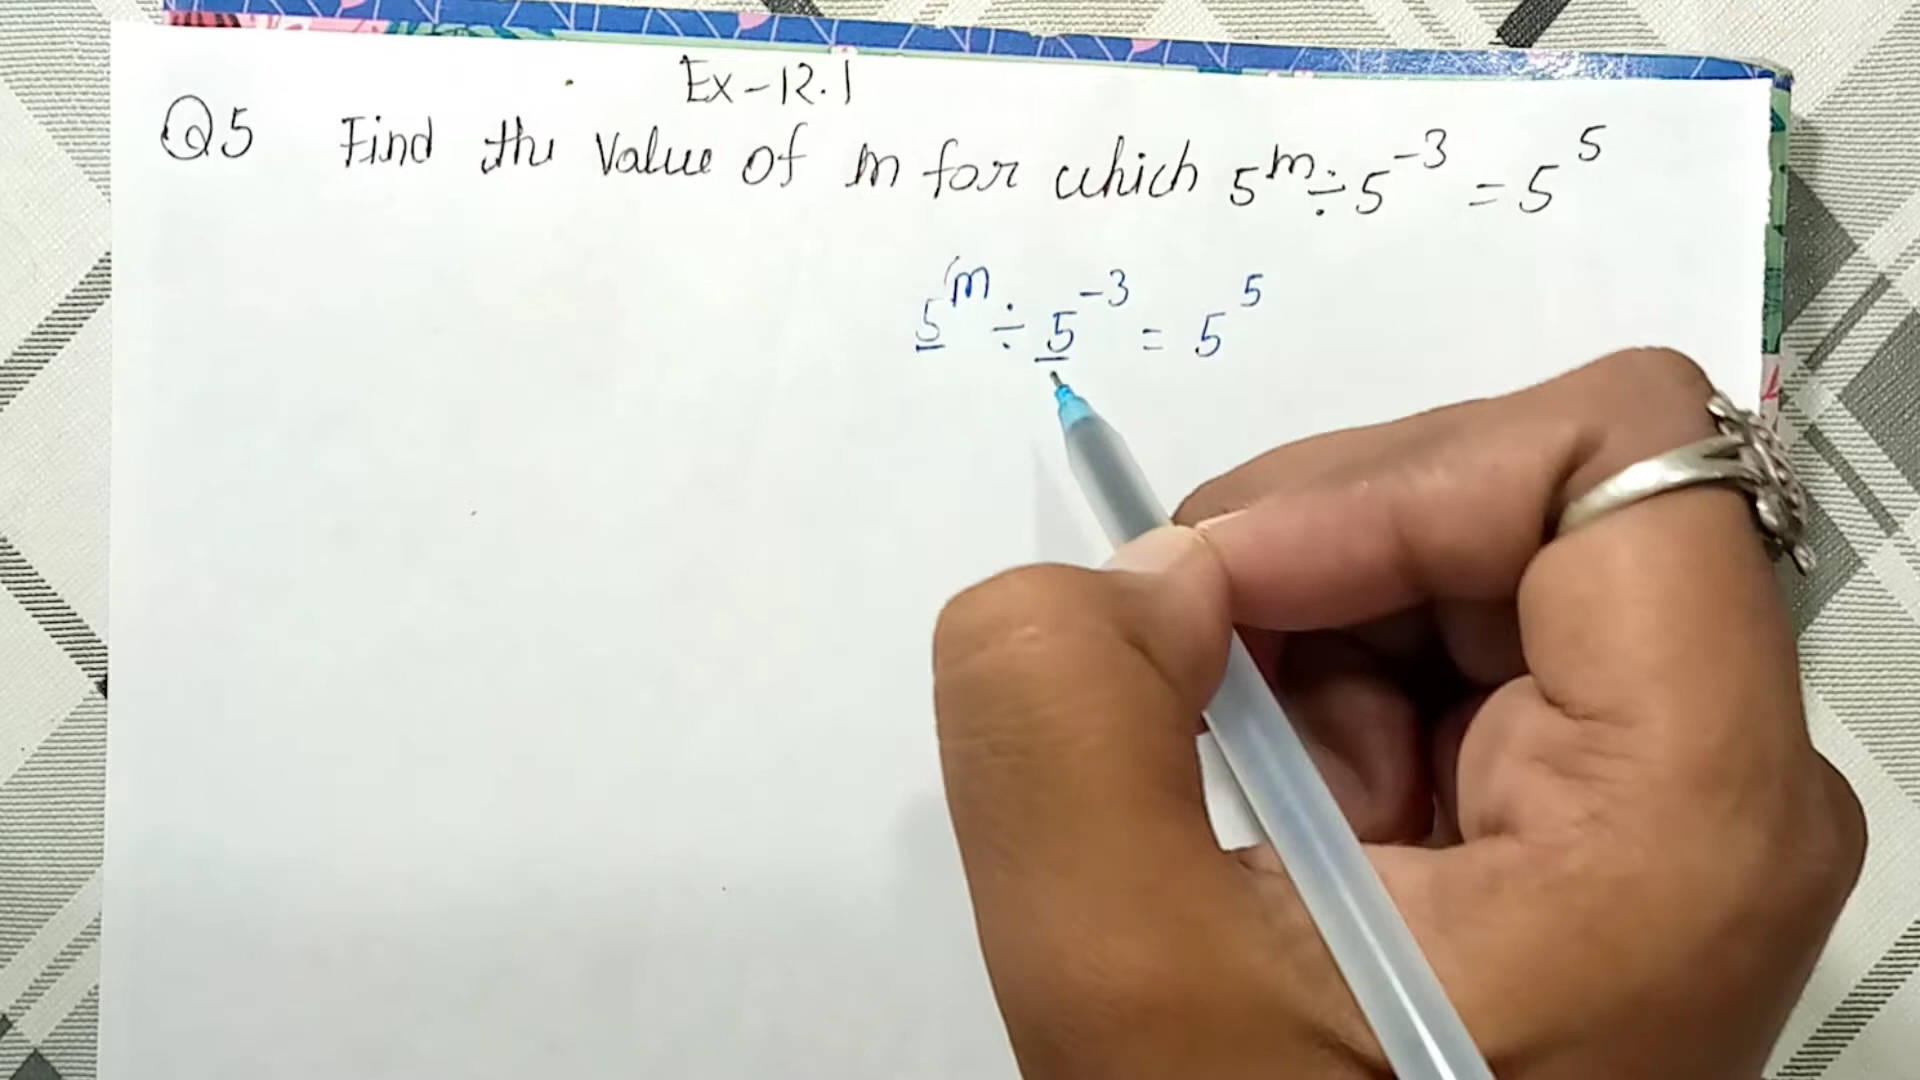 Ex-12.1
Q5 Find the value of m for which 5^m ÷ 5^-3 = 5^5
5^m ÷ 5^-3 = 5^5